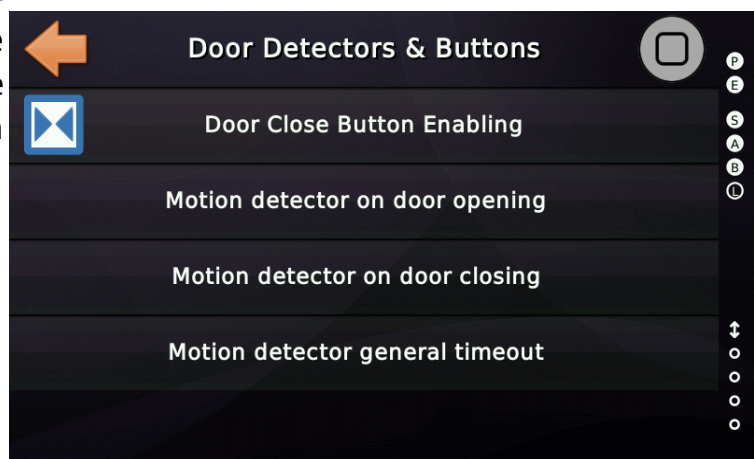 Door Detectors & Buttons
Door Close Button Enabling
Motion detector on door opening
Motion detector on door closing
Motion detector general timeout
P
E
S
A
B
L